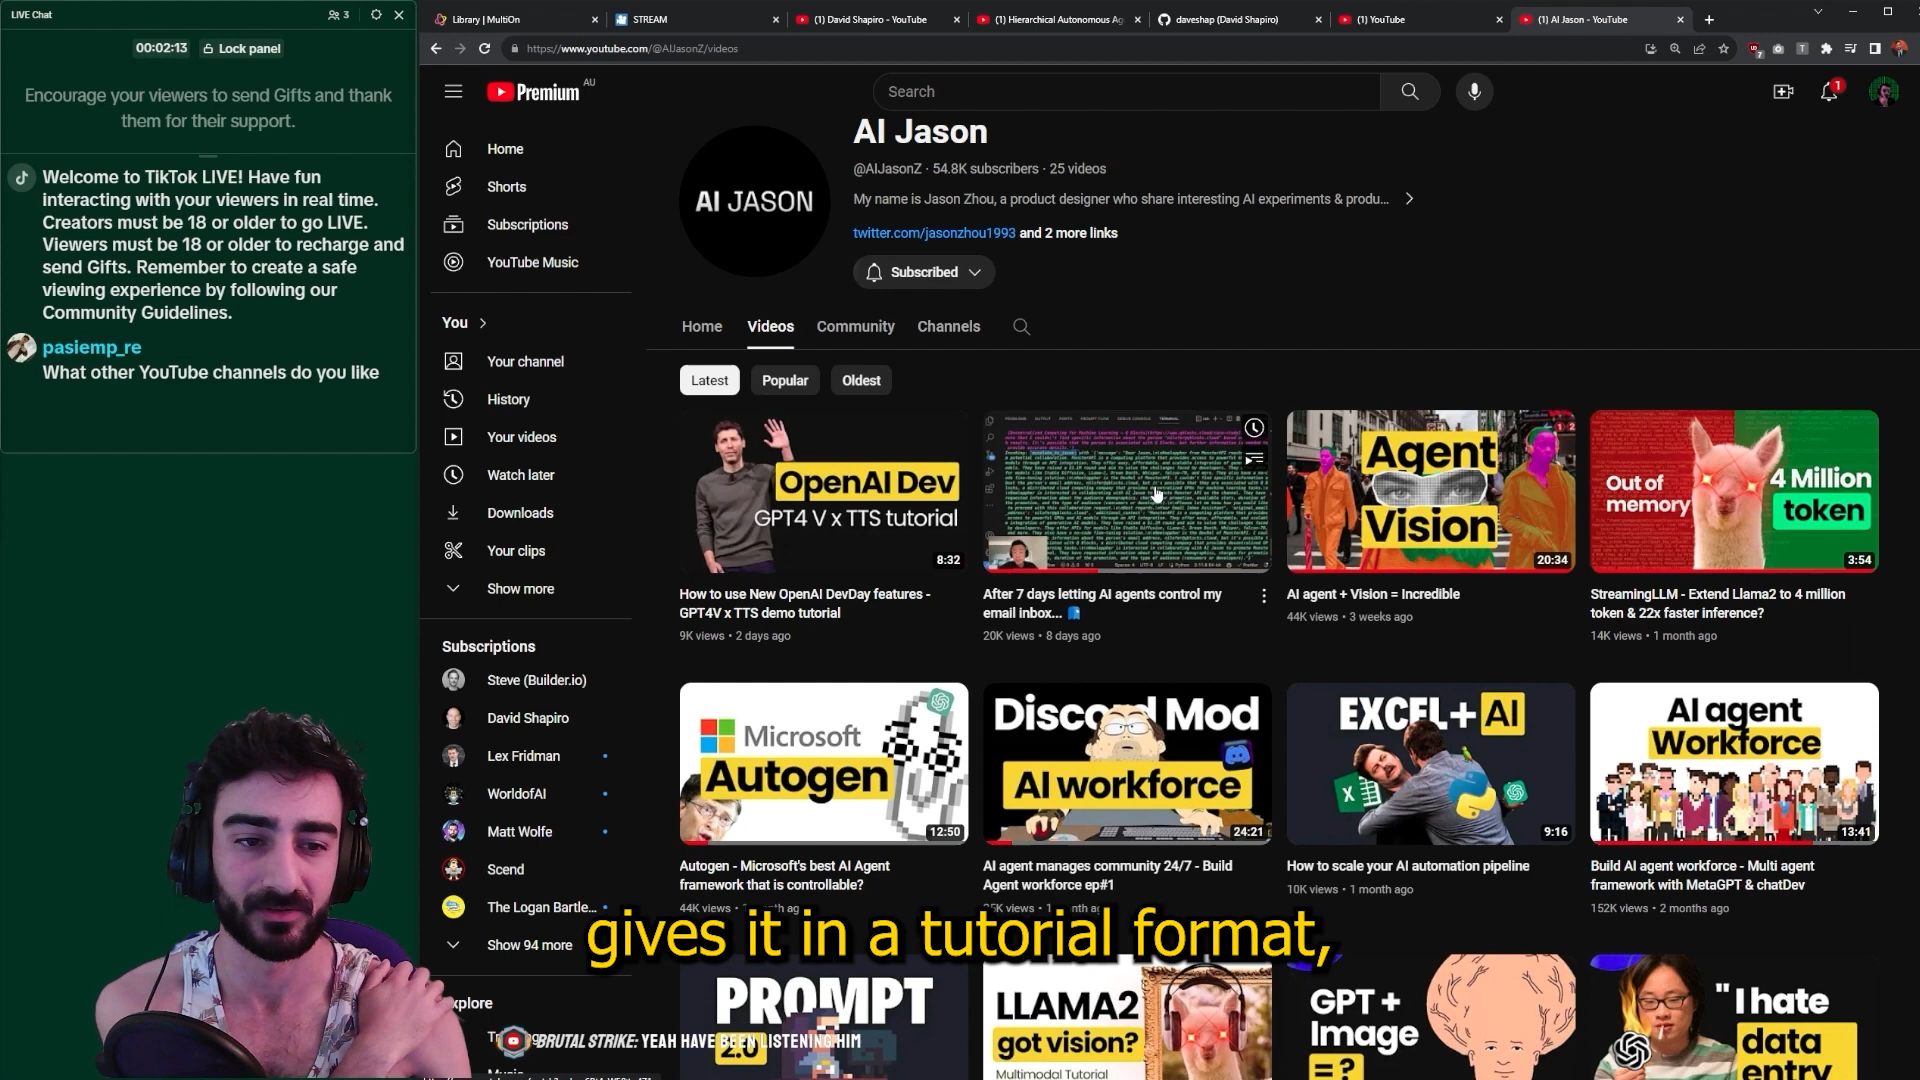 LIVE Chat
3
00:02:13 Lock panel
Encourage your viewers to send Gifts and thank
them for their support.
Welcome to TikTok LIVE! Have fun
interacting with your viewers in real time.
Creators must be 18 or older to go LIVE.
Viewers must be 18 or older to recharge and
send Gifts. Remember to create a safe
viewing experience by following our
Community Guidelines.
pasiemp_re
What other YouTube channels do you like
Library | MultiOn
STREAM
(1) David Shapiro - YouTube
(1) Hierarchical Autonomous Ag
daveshap (David Shapiro)
(1) YouTube
(1) AI Jason - YouTube
https://www.youtube.com/@AIJasonZ/videos
Premium AU
Search
1
Home
Shorts
Subscriptions
YouTube Music
You
Your channel
History
Your videos
Watch later
Downloads
Your clips
Show more
Subscriptions
Steve (Builder.io)
David Shapiro
Lex Fridman
WorldofAI
Matt Wolfe
Scend
The Logan Bartle...
Show 94 more
xplore
AI JASON
AI Jason
@AIJasonZ · 54.8K subscribers · 25 videos
My name is Jason Zhou, a product designer who share interesting AI experiments & produ...
twitter.com/jasonzhou1993 and 2 more links
Subscribed
Home Videos Community Channels
Latest Popular Oldest
OpenAI Dev
GPT4 V x TTS tutorial
8:32
How to use New OpenAI DevDay features -
GPT4V x TTS demo tutorial
9K views • 2 days ago
After 7 days letting AI agents control my
email inbox...
20K views • 8 days ago
Agent
Vision
20:34
AI agent + Vision = Incredible
44K views • 3 weeks ago
Out of
memory
4 Million
token
3:54
StreamingLLM - Extend Llama2 to 4 million
token & 22x faster inference?
14K views • 1 month ago
Microsoft
Autogen
12:50
Autogen - Microsoft's best AI Agent
framework that is controllable?
44K views
Discord Mod
AI workforce
24:21
AI agent manages community 24/7 - Build
Agent workforce ep#1
EXCEL+AI
9:16
How to scale your AI automation pipeline
10K views • 1 month ago
AI agent
Workforce
13:41
Build AI agent workforce - Multi agent
framework with MetaGPT & chatDev
152K views • 2 months ago
gives it in a tutorial format,
PROMPT
2.0
LLAMA2
got vision?
Multimodal Tutorial
GPT +
Image
= ?
"I hate
data
entry
BRUTAL STRIKE: YEAH HAVE BEEN LISTENING HIM